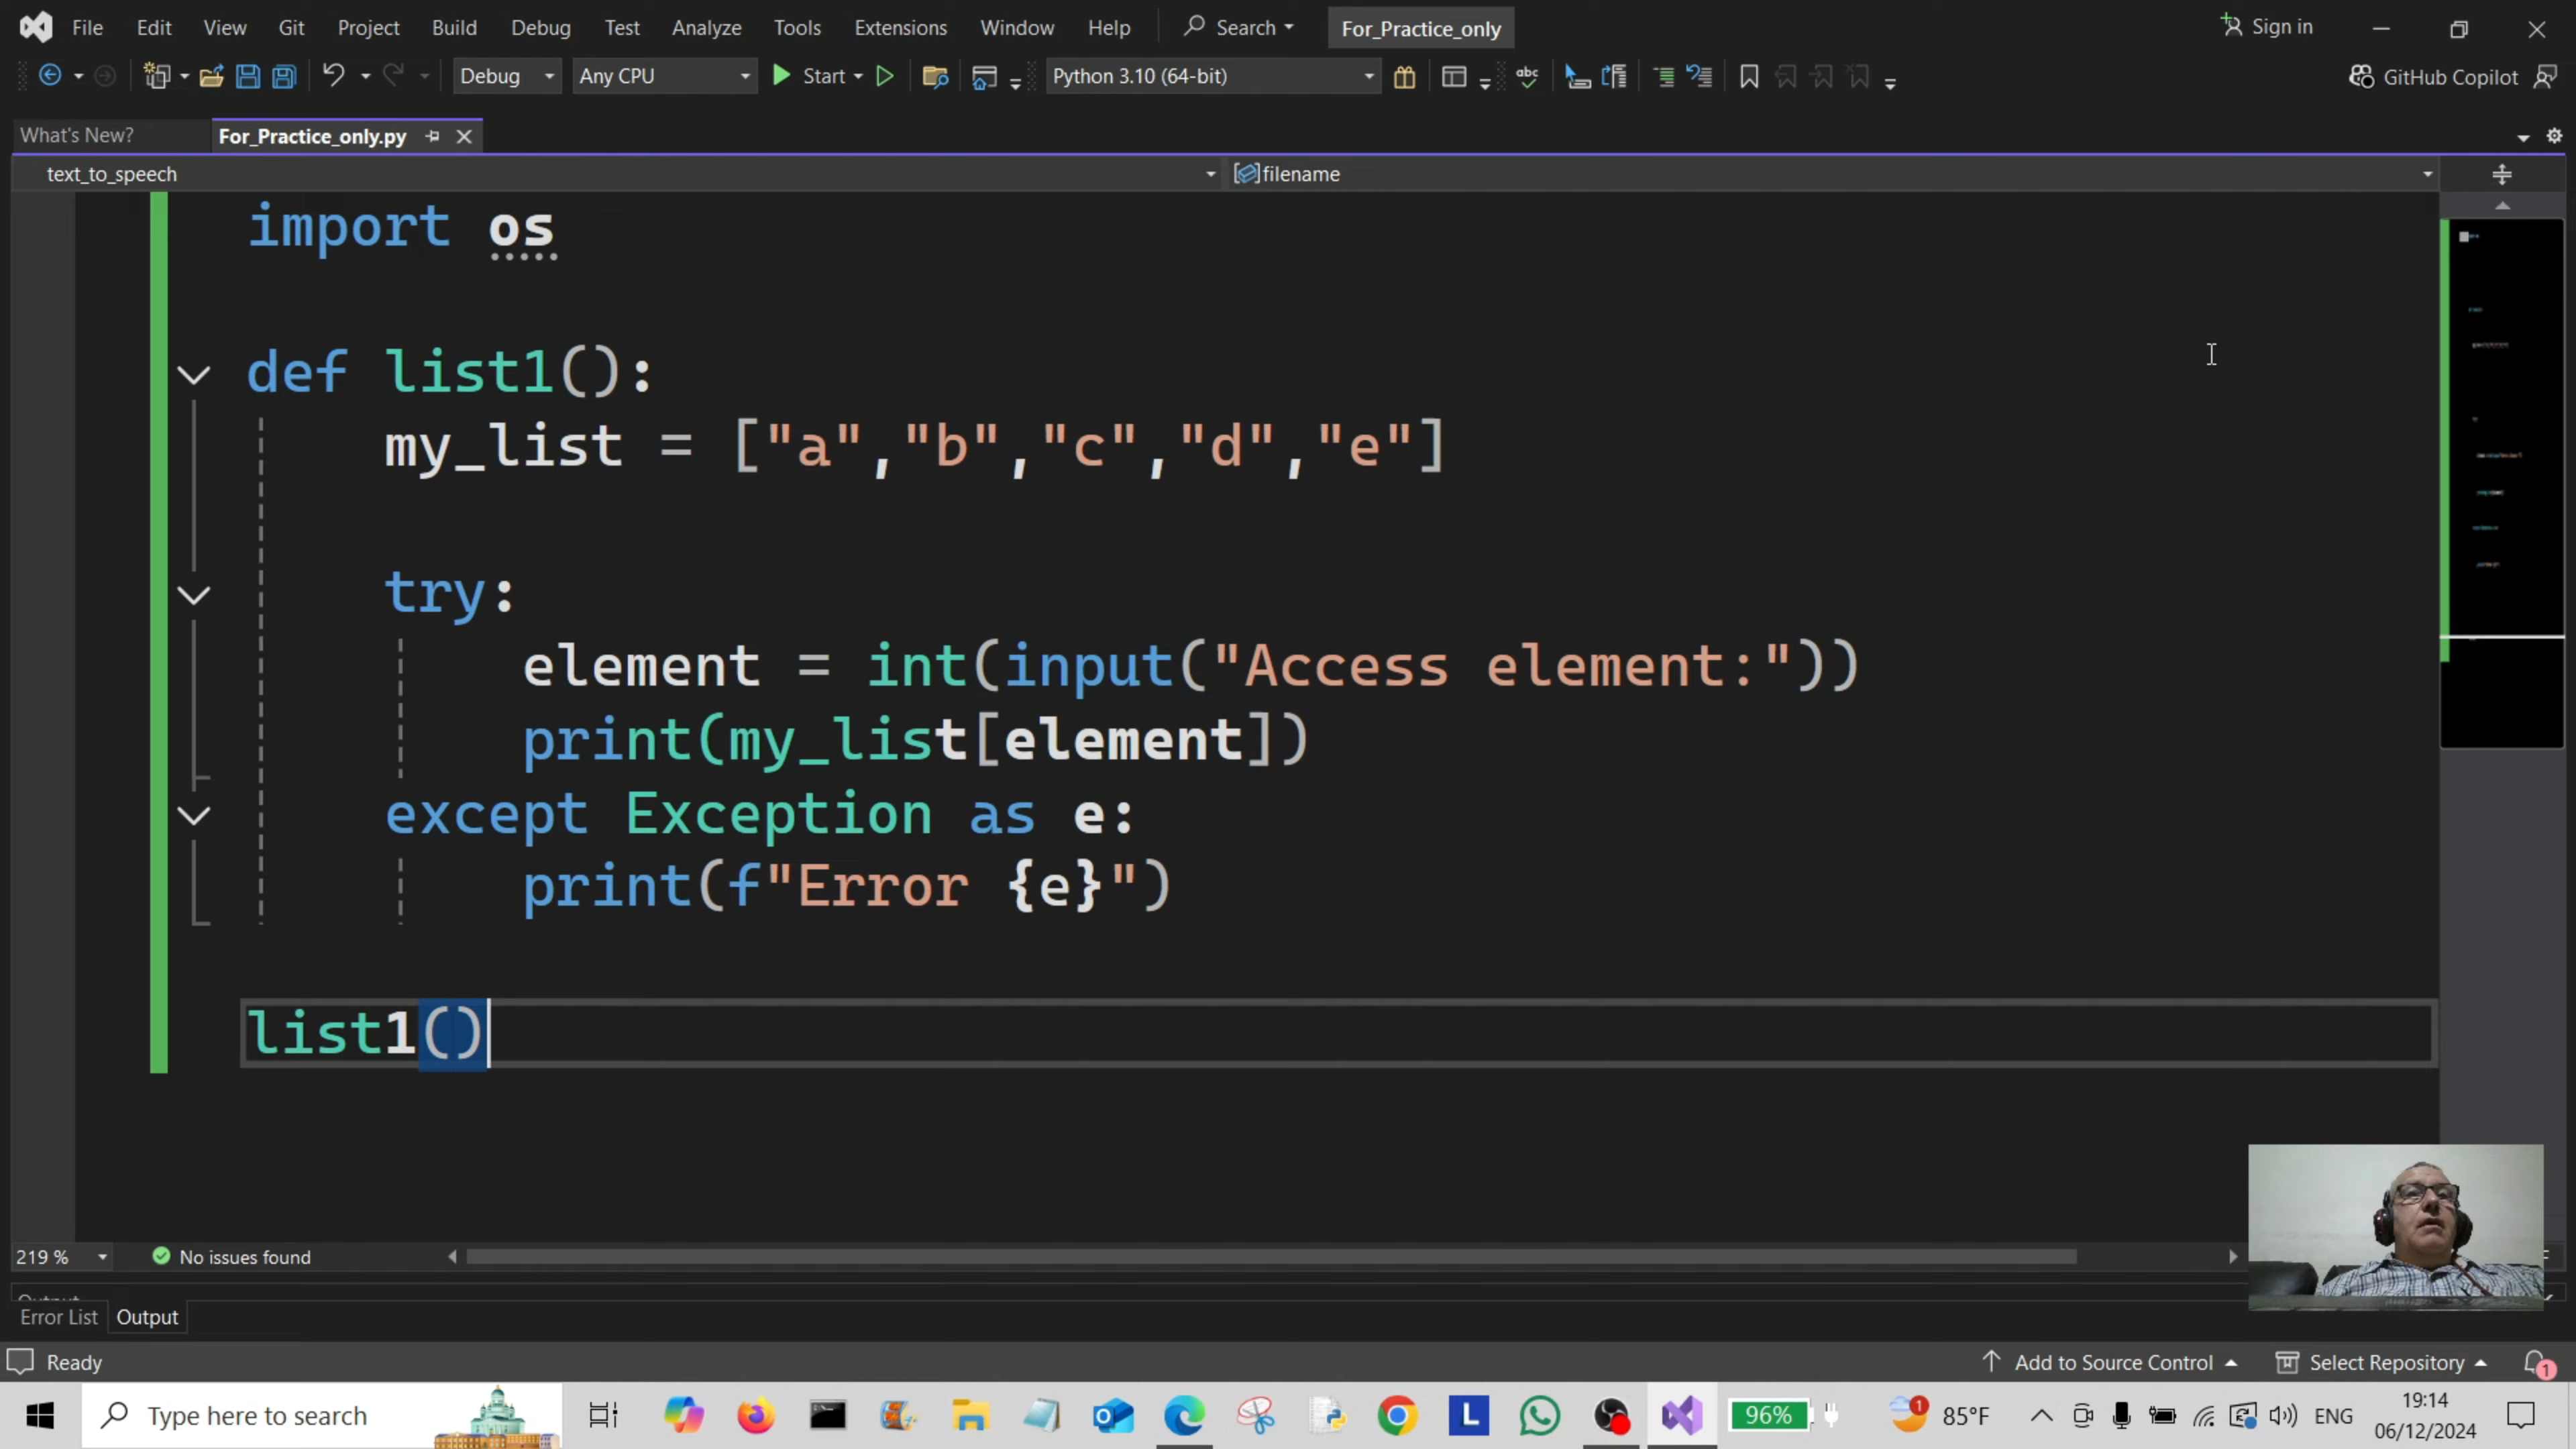 File Edit View Git Project Build Debug Test Analyze Tools Extensions Window Help Search For_Practice_only Sign in
Debug Any CPU Start Python 3.10 (64-bit) abc GitHub Copilot
What's New? For_Practice_only.py
text_to_speech filename
import os
def list1():
my_list = ["a","b","c","d","e"]
try:
element = int(input("Access element:"))
print(my_list[element])
except Exception as e:
print(f"Error {e}")
list1()
219 % No issues found
Output
Error List Output
Ready Add to Source Control Select Repository 1
Type here to search L 96% 1 85°F ENG 19:14
06/12/2024